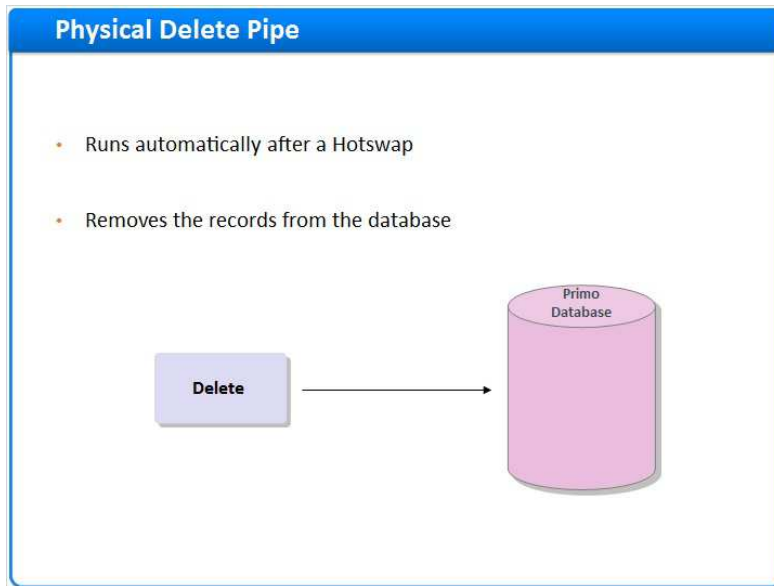 Physical Delete Pipe
• Runs automatically after a Hotswap
• Removes the records from the database
Primo
Database
Delete